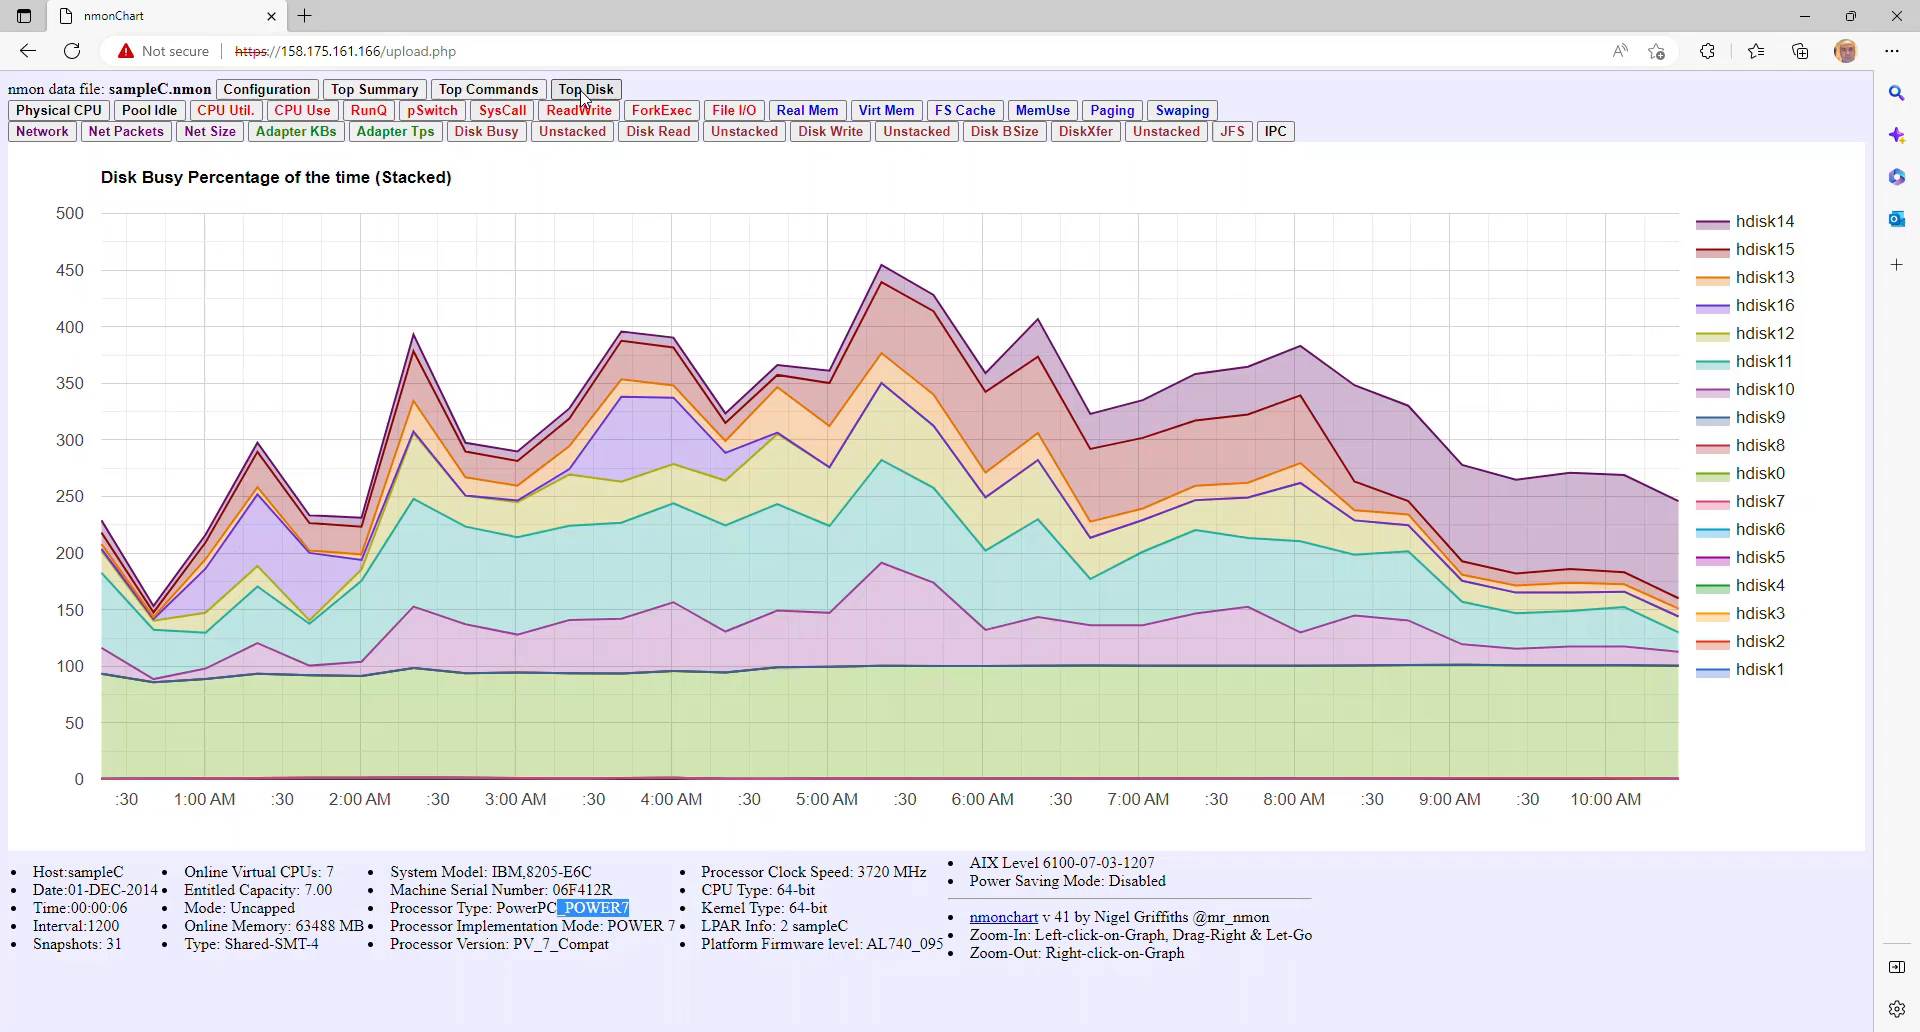 nmonChart
Not secure https://158.175.161.166/upload.php
nmon data file: sampleC.nmon Configuration Top Summary Top Commands Top Disk
Physical CPU Pool Idle CPU Util. CPU Use RunQ pSwitch SysCall ReadWrite ForkExec File I/O Real Mem Virt Mem FS Cache MemUse Paging Swaping
Network Net Packets Net Size Adapter KBs Adapter Tps Disk Busy Unstacked Disk Read Unstacked Disk Write Unstacked Disk BSize DiskXfer Unstacked JFS IPC
Disk Busy Percentage of the time (Stacked)
500
450
400
350
300
250
200
150
100
50
0
:30 1:00 AM :30 2:00 AM :30 3:00 AM :30 4:00 AM :30 5:00 AM :30 6:00 AM :30 7:00 AM :30 8:00 AM :30 9:00 AM :30 10:00 AM
hdisk14
hdisk15
hdisk13
hdisk16
hdisk12
hdisk11
hdisk10
hdisk9
hdisk8
hdisk0
hdisk7
hdisk6
hdisk5
hdisk4
hdisk3
hdisk2
hdisk1
Host:sampleC
Date:01-DEC-2014
Time:00:00:06
Interval:1200
Snapshots: 31
Online Virtual CPUs: 7
Entitled Capacity: 7.00
Mode: Uncapped
Online Memory: 63488 MB
Type: Shared-SMT-4
System Model: IBM,8205-E6C
Machine Serial Number: 06F412R
Processor Type: PowerPC_POWER7
Processor Implementation Mode: POWER 7
Processor Version: PV_7_Compat
Processor Clock Speed: 3720 MHz
CPU Type: 64-bit
Kernel Type: 64-bit
LPAR Info: 2 sampleC
Platform Firmware level: AL740_095
AIX Level 6100-07-03-1207
Power Saving Mode: Disabled
nmonchart v 41 by Nigel Griffiths @mr_nmon
Zoom-In: Left-click-on-Graph, Drag-Right & Let-Go
Zoom-Out: Right-click-on-Graph